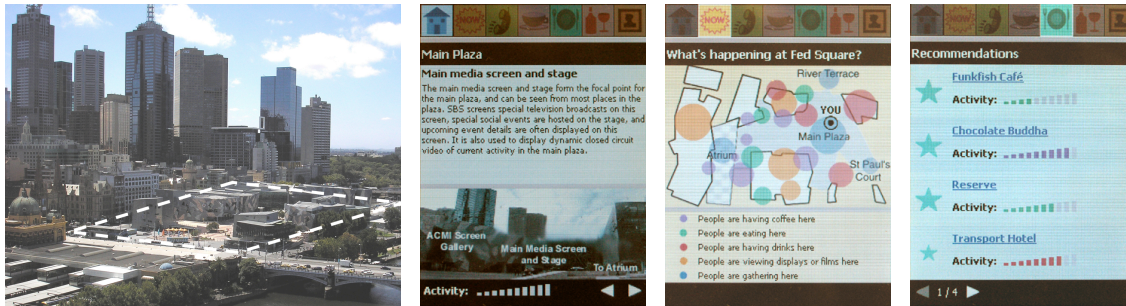 Main Plaza
Main media screen and stage
The main media screen and stage form the focal point for
the main plaza, and can be seen from most places in the
plaza. SBS screens special television broadcasts on this
screen, special social events are hosted on the stage, and
upcoming event details are often displayed on this
screen. It is also used to display dynamic closed circuit
video of current activity in the main plaza.
ACMI Screen
Gallery
Main Media Screen
and Stage
To Atrium
Activity:
NOW
What's happening at Fed Square?
River Terrace
YOU
Main Plaza
Atrium
St Paul's
Court
People are having coffee here
People are eating here
People are having drinks here
People are viewing displays or films here
People are gathering here
Recommendations
Funkfish Café
Activity:
Chocolate Buddha
Activity:
Reserve
Activity:
Transport Hotel
Activity:
1/4